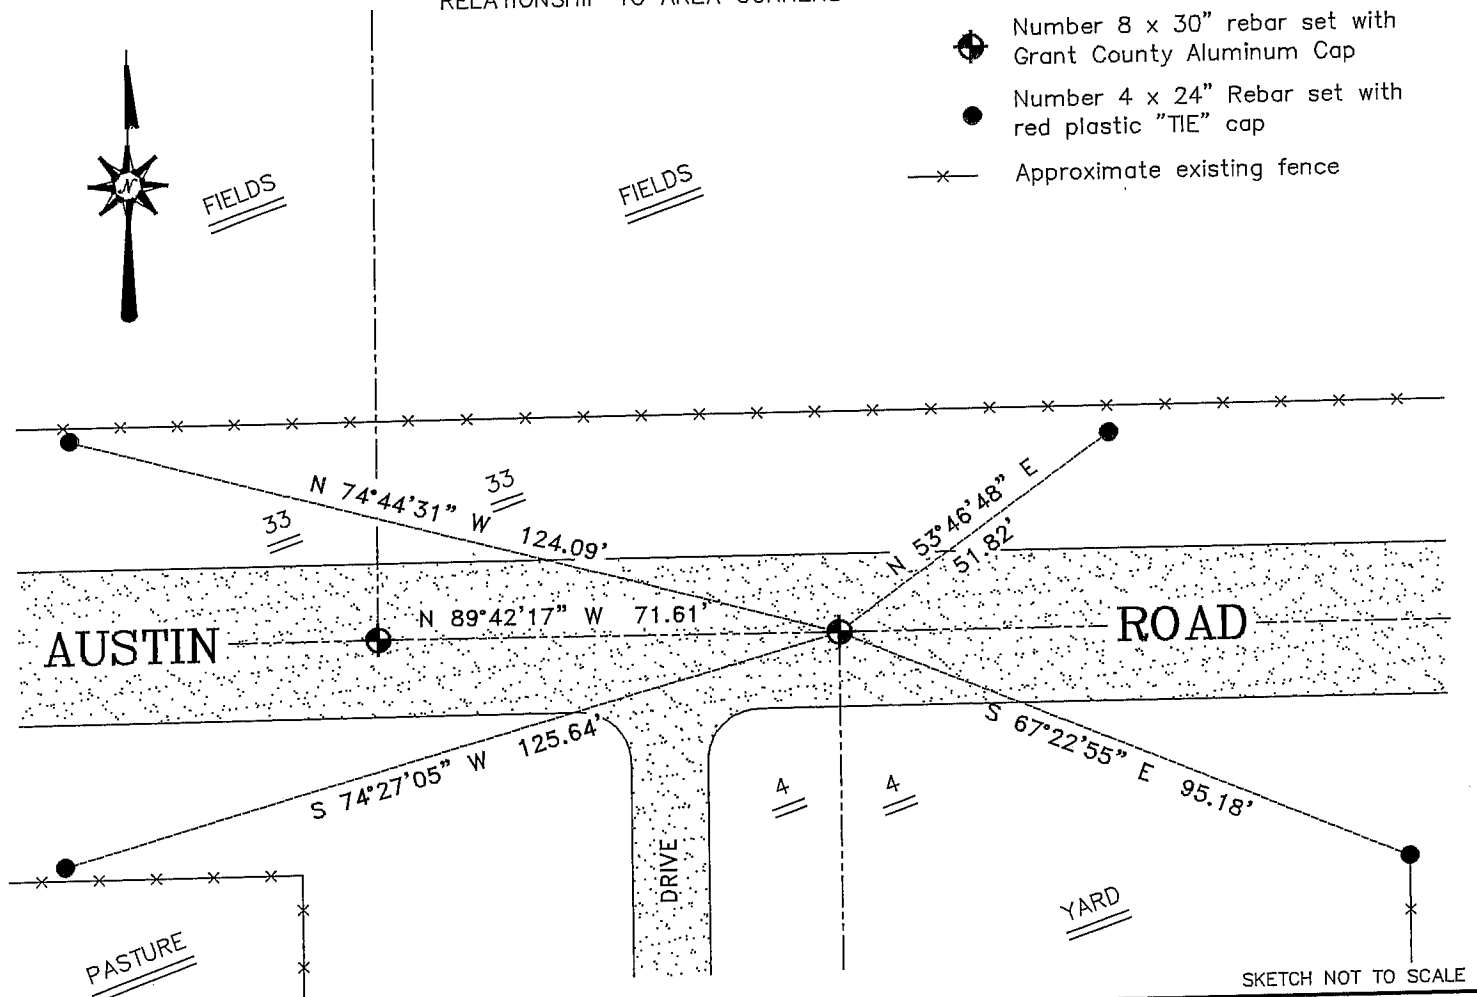 RELATIONSHIP TO AREA CORNERS
Number 8 x 30" rebar set with
Grant County Aluminum Cap
Number 4 x 24" Rebar set with
red plastic "TIE" cap
Approximate existing fence
N
FIELDS
FIELDS
33
33
N 74°44'31" W 124.09'
N 53°46'48" E
51.82'
N 89°42'17" W 71.61'
AUSTIN
ROAD
S 74°27'05" W 125.64'
S 67°22'55" E 95.18'
4
4
DRIVE
YARD
PASTURE
SKETCH NOT TO SCALE